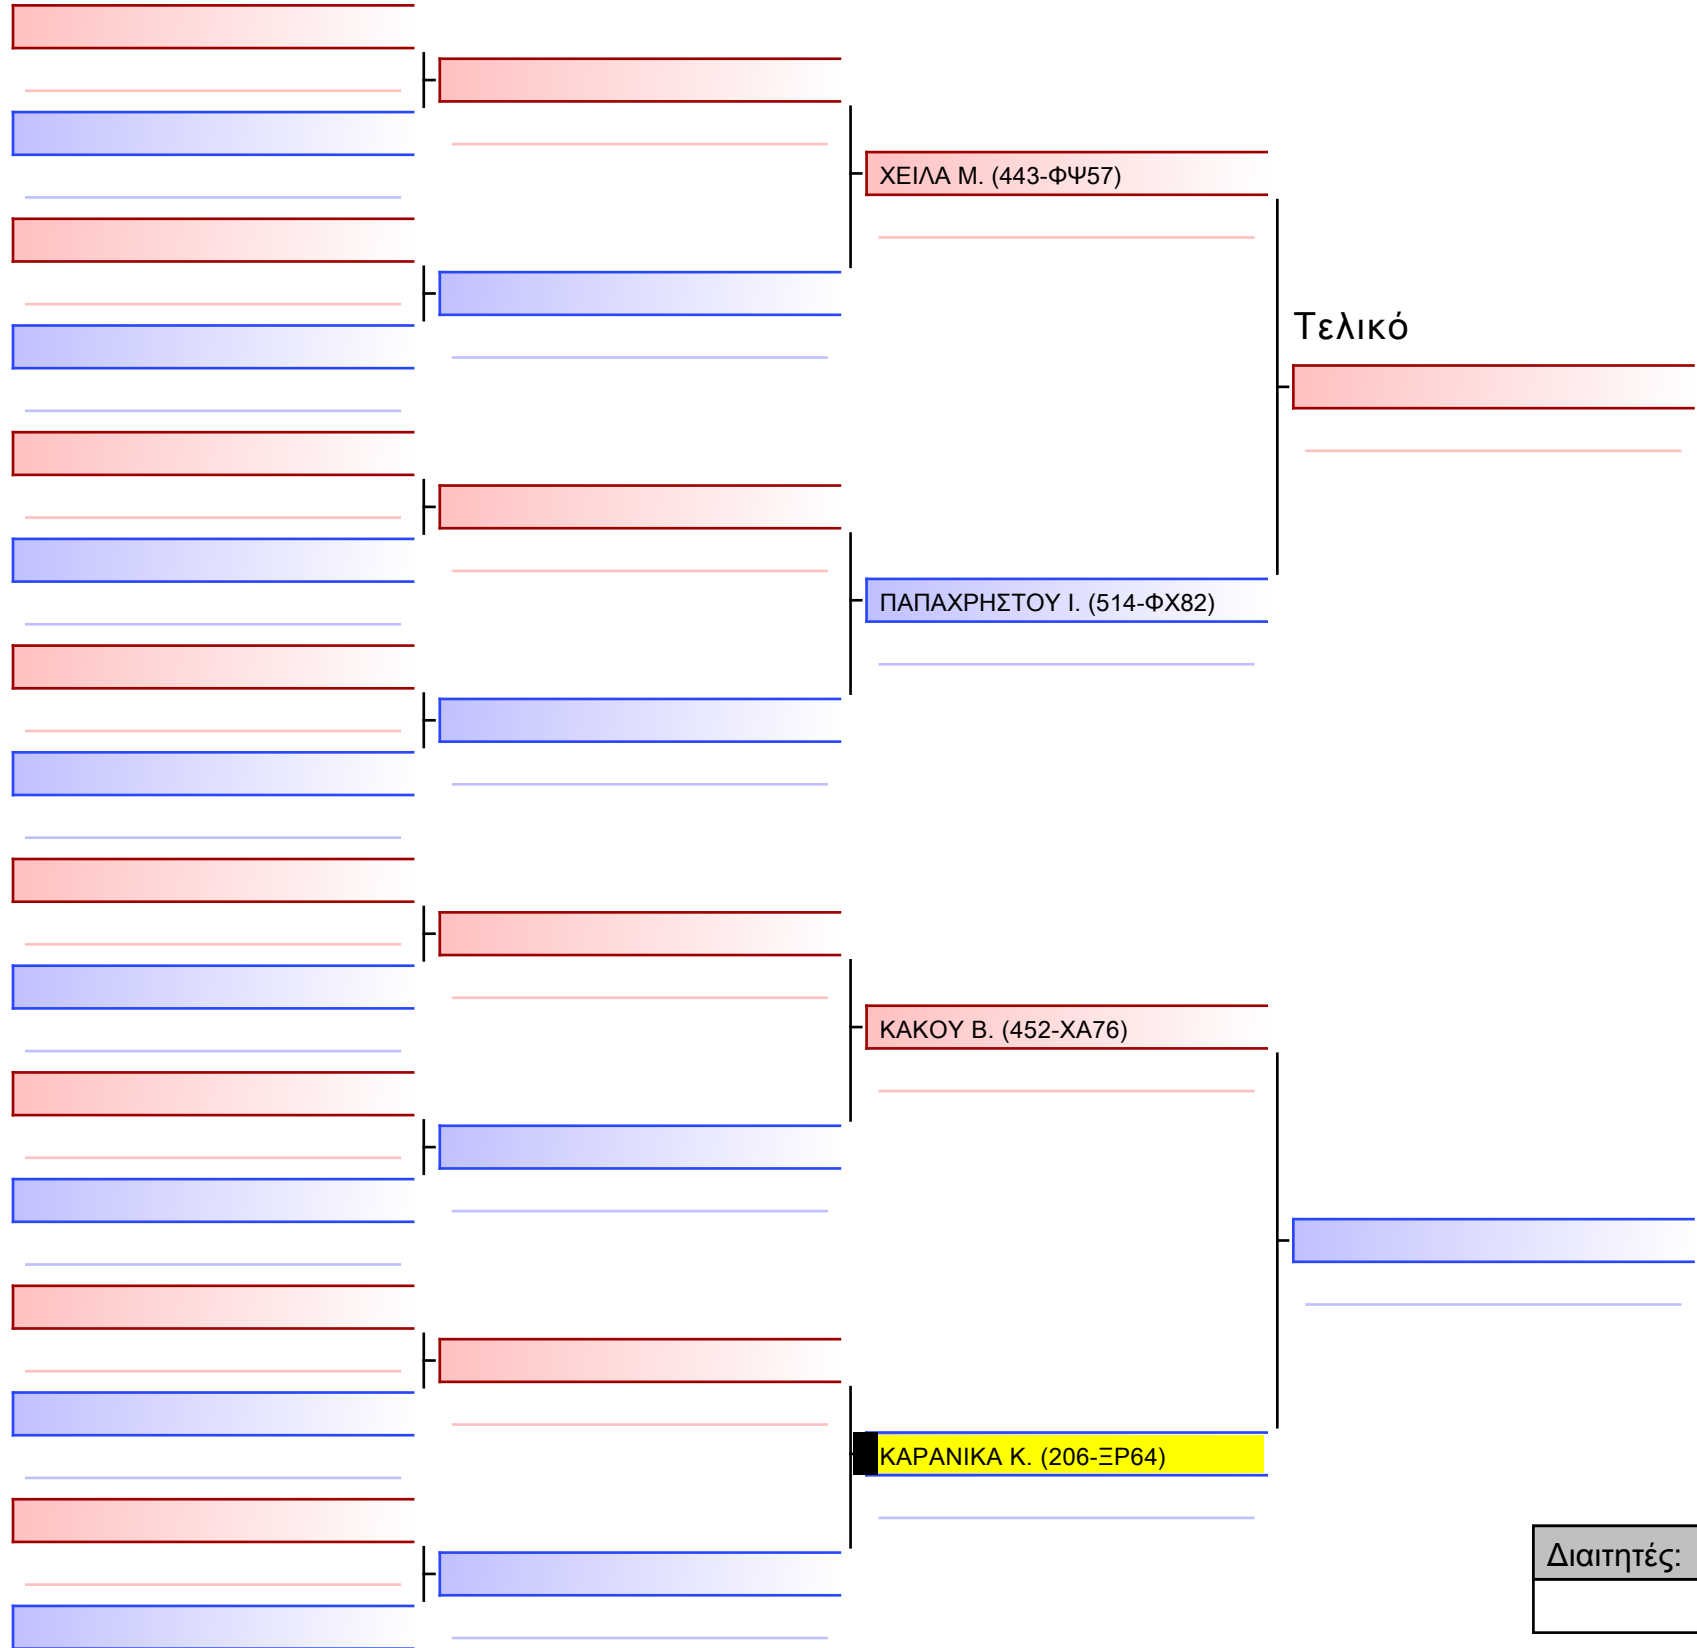 ΧΕΙΛΑ Μ. (443-ΦΨ57)
Τελικό
ΠΑΠΑΧΡΗΣΤΟΥ Ι. (514-ΦΧ82)
ΚΑΚΟΥ Β. (452-ΧΑ76)
ΚΑΡΑΝΙΚΑ Κ. (206-ΞΡ64)
Διαιτητές: